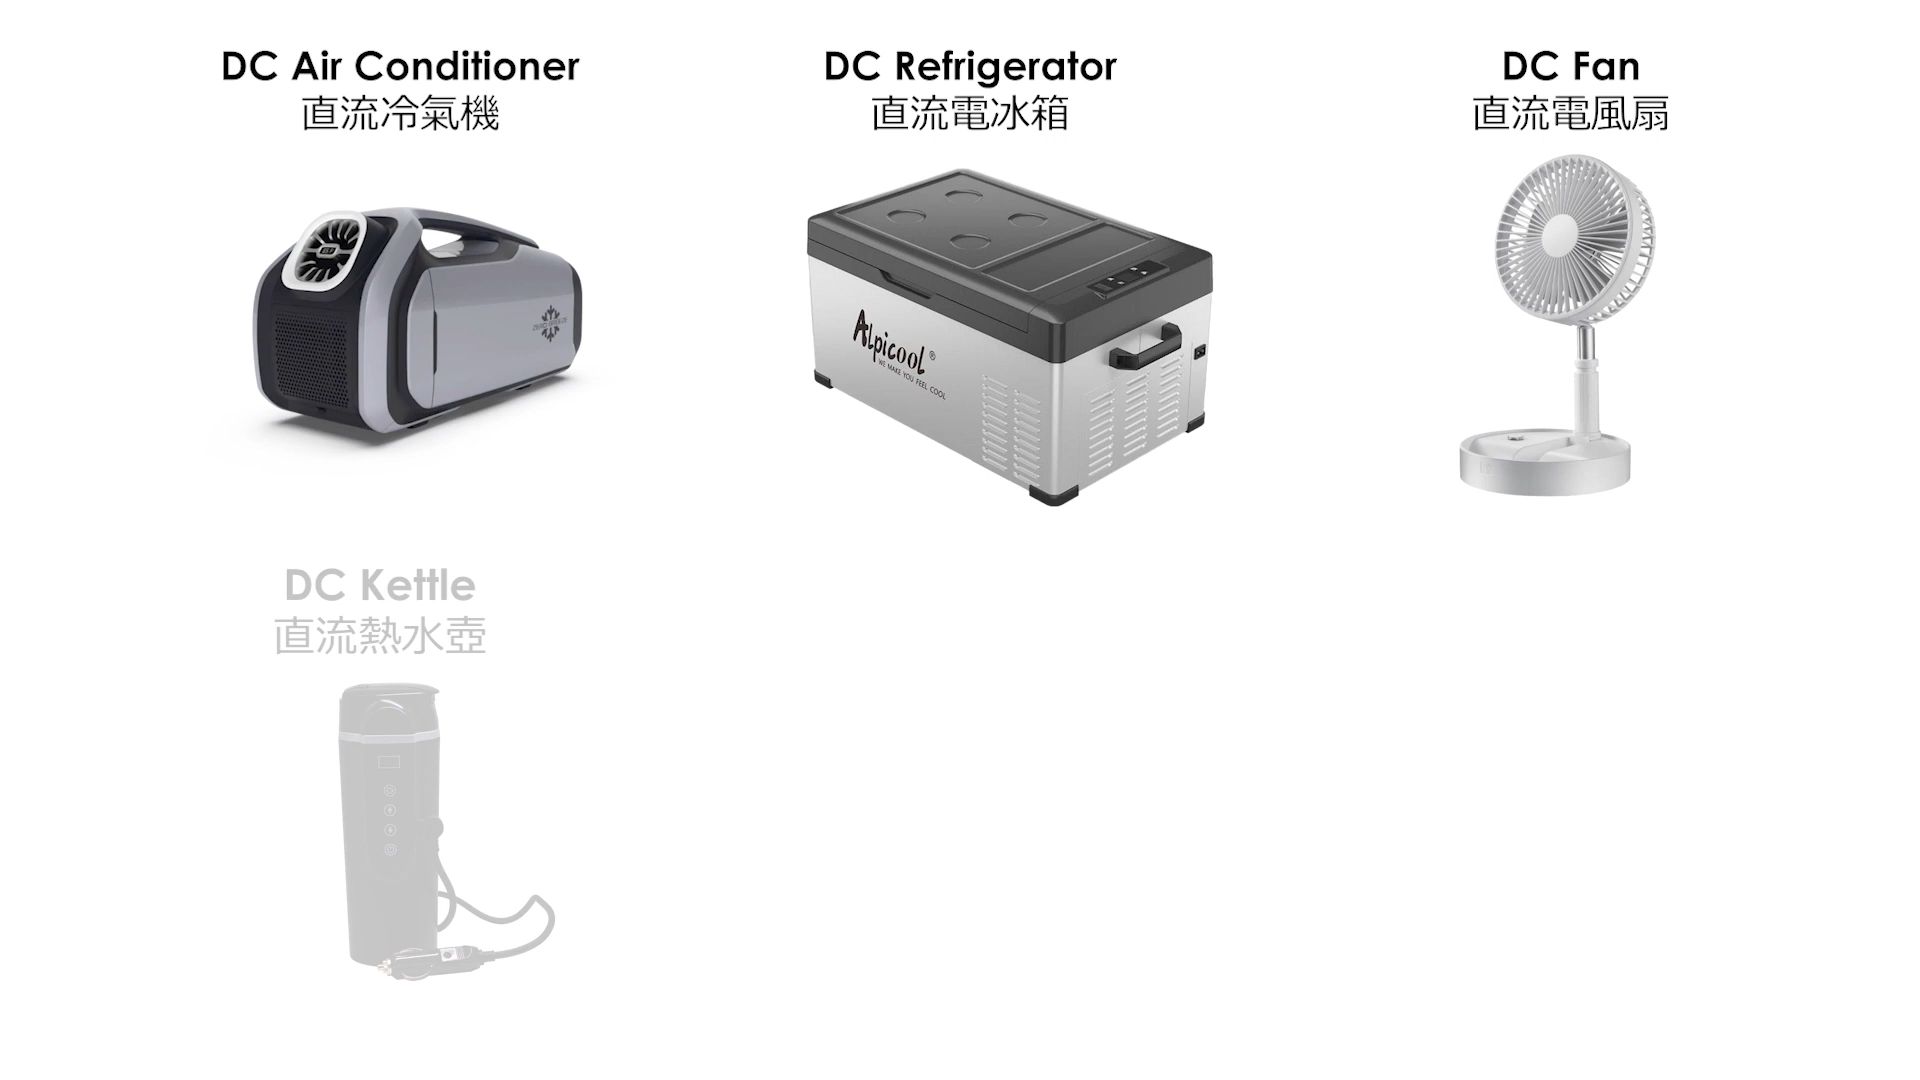 DC Air Conditioner
直流冷氣機
DC Refrigerator
直流電冰箱
DC Fan
直流電風扇
Alpicool®
WE MAKE YOU FEEL COOL
DC Kettle
直流熱水壺